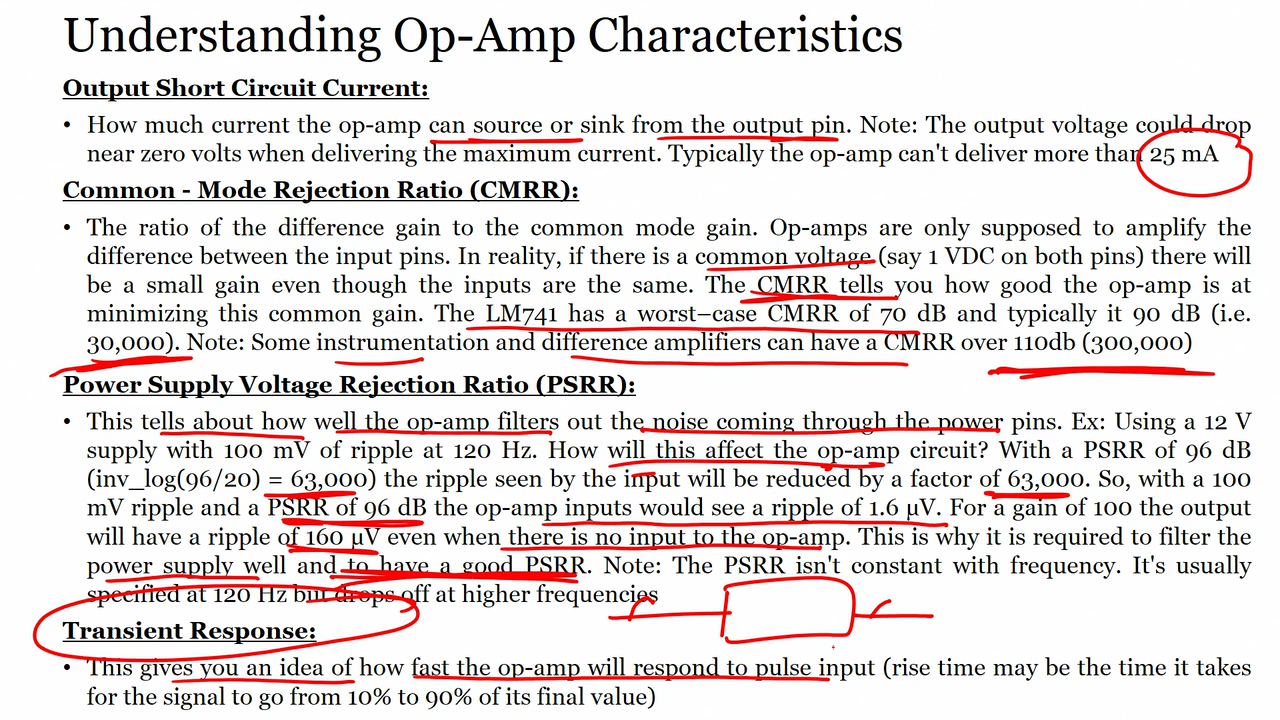 Understanding Op-Amp Characteristics
Output Short Circuit Current:
• How much current the op-amp can source or sink from the output pin. Note: The output voltage could drop
near zero volts when delivering the maximum current. Typically the op-amp can't deliver more than 25 mA
Common - Mode Rejection Ratio (CMRR):
• The ratio of the difference gain to the common mode gain. Op-amps are only supposed to amplify the
difference between the input pins. In reality, if there is a common voltage (say 1 VDC on both pins) there will
be a small gain even though the inputs are the same. The CMRR tells you how good the op-amp is at
minimizing this common gain. The LM741 has a worst–case CMRR of 70 dB and typically it 90 dB (i.e.
30,000). Note: Some instrumentation and difference amplifiers can have a CMRR over 110db (300,000)
Power Supply Voltage Rejection Ratio (PSRR):
• This tells about how well the op-amp filters out the noise coming through the power pins. Ex: Using a 12 V
supply with 100 mV of ripple at 120 Hz. How will this affect the op-amp circuit? With a PSRR of 96 dB
(inv_log(96/20) = 63,000) the ripple seen by the input will be reduced by a factor of 63,000. So, with a 100
mV ripple and a PSRR of 96 dB the op-amp inputs would see a ripple of 1.6 µV. For a gain of 100 the output
will have a ripple of 160 µV even when there is no input to the op-amp. This is why it is required to filter the
power supply well and to have a good PSRR. Note: The PSRR isn't constant with frequency. It's usually
specified at 120 Hz but drops off at higher frequencies
Transient Response:
• This gives you an idea of how fast the op-amp will respond to pulse input (rise time may be the time it takes
for the signal to go from 10% to 90% of its final value)